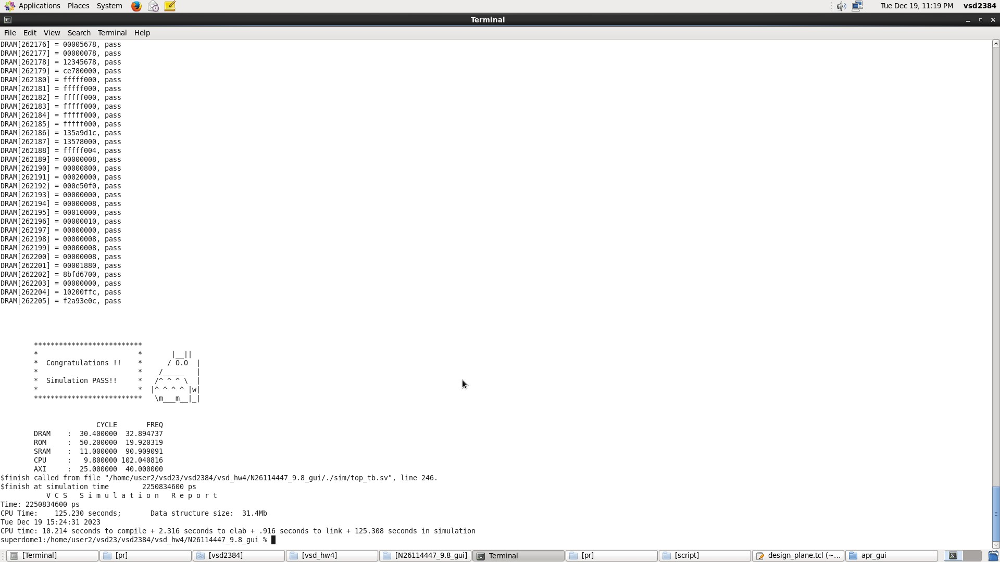 Applications Places System Tue Dec 19, 11:19 PM vsd2384
Terminal
File Edit View Search Terminal Help
DRAM[262176] = 00005678, pass
DRAM[262177] = 00000078, pass
DRAM[262178] = 12345678, pass
DRAM[262179] = ce780000, pass
DRAM[262180] = fffff000, pass
DRAM[262181] = fffff000, pass
DRAM[262182] = fffff000, pass
DRAM[262183] = fffff000, pass
DRAM[262184] = fffff000, pass
DRAM[262185] = fffff000, pass
DRAM[262186] = 135a9d1c, pass
DRAM[262187] = 13578000, pass
DRAM[262188] = fffff004, pass
DRAM[262189] = 00000008, pass
DRAM[262190] = 00000800, pass
DRAM[262191] = 00020000, pass
DRAM[262192] = 000e50f0, pass
DRAM[262193] = 00000000, pass
DRAM[262194] = 00000008, pass
DRAM[262195] = 00010000, pass
DRAM[262196] = 00000010, pass
DRAM[262197] = 00000000, pass
DRAM[262198] = 00000008, pass
DRAM[262199] = 00000008, pass
DRAM[262200] = 00000008, pass
DRAM[262201] = 00001880, pass
DRAM[262202] = 8bfd6700, pass
DRAM[262203] = 00000000, pass
DRAM[262204] = 10200ffc, pass
DRAM[262205] = f2a93e0c, pass
        **************************
        *                        *       |__||
        *  Congratulations !!    *      / O.O  |
        *                        *    /_____   |
        *  Simulation PASS!!     *   /^ ^ ^ \  |
        *                        *  |^ ^ ^ ^ |w|
        **************************   \m___m__|_|
                       CYCLE       FREQ
        DRAM    :  30.400000  32.894737
        ROM     :  50.200000  19.920319
        SRAM    :  11.000000  90.909091
        CPU     :   9.800000 102.040816
        AXI     :  25.000000  40.000000
$finish called from file "/home/user2/vsd23/vsd2384/vsd_hw4/N26114447_9.8_gui/./sim/top_tb.sv", line 246.
$finish at simulation time        2250834600 ps
           V C S   S i m u l a t i o n   R e p o r t
Time: 2250834600 ps
CPU Time:    125.230 seconds;       Data structure size:  31.4Mb
Tue Dec 19 15:24:31 2023
CPU time: 10.214 seconds to compile + 2.316 seconds to elab + .916 seconds to link + 125.308 seconds in simulation
superdome1:/home/user2/vsd23/vsd2384/vsd_hw4/N26114447_9.8_gui %
[Terminal] [pr] [vsd2384] [vsd_hw4] [N26114447_9.8_gui] Terminal [pr] [script] design_plane.tcl (~... apr_gui